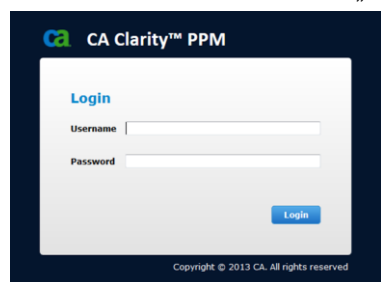 ca CA Clarity™ PPM
Login
Username
Password
Login
Copyright © 2013 CA. All rights reserved